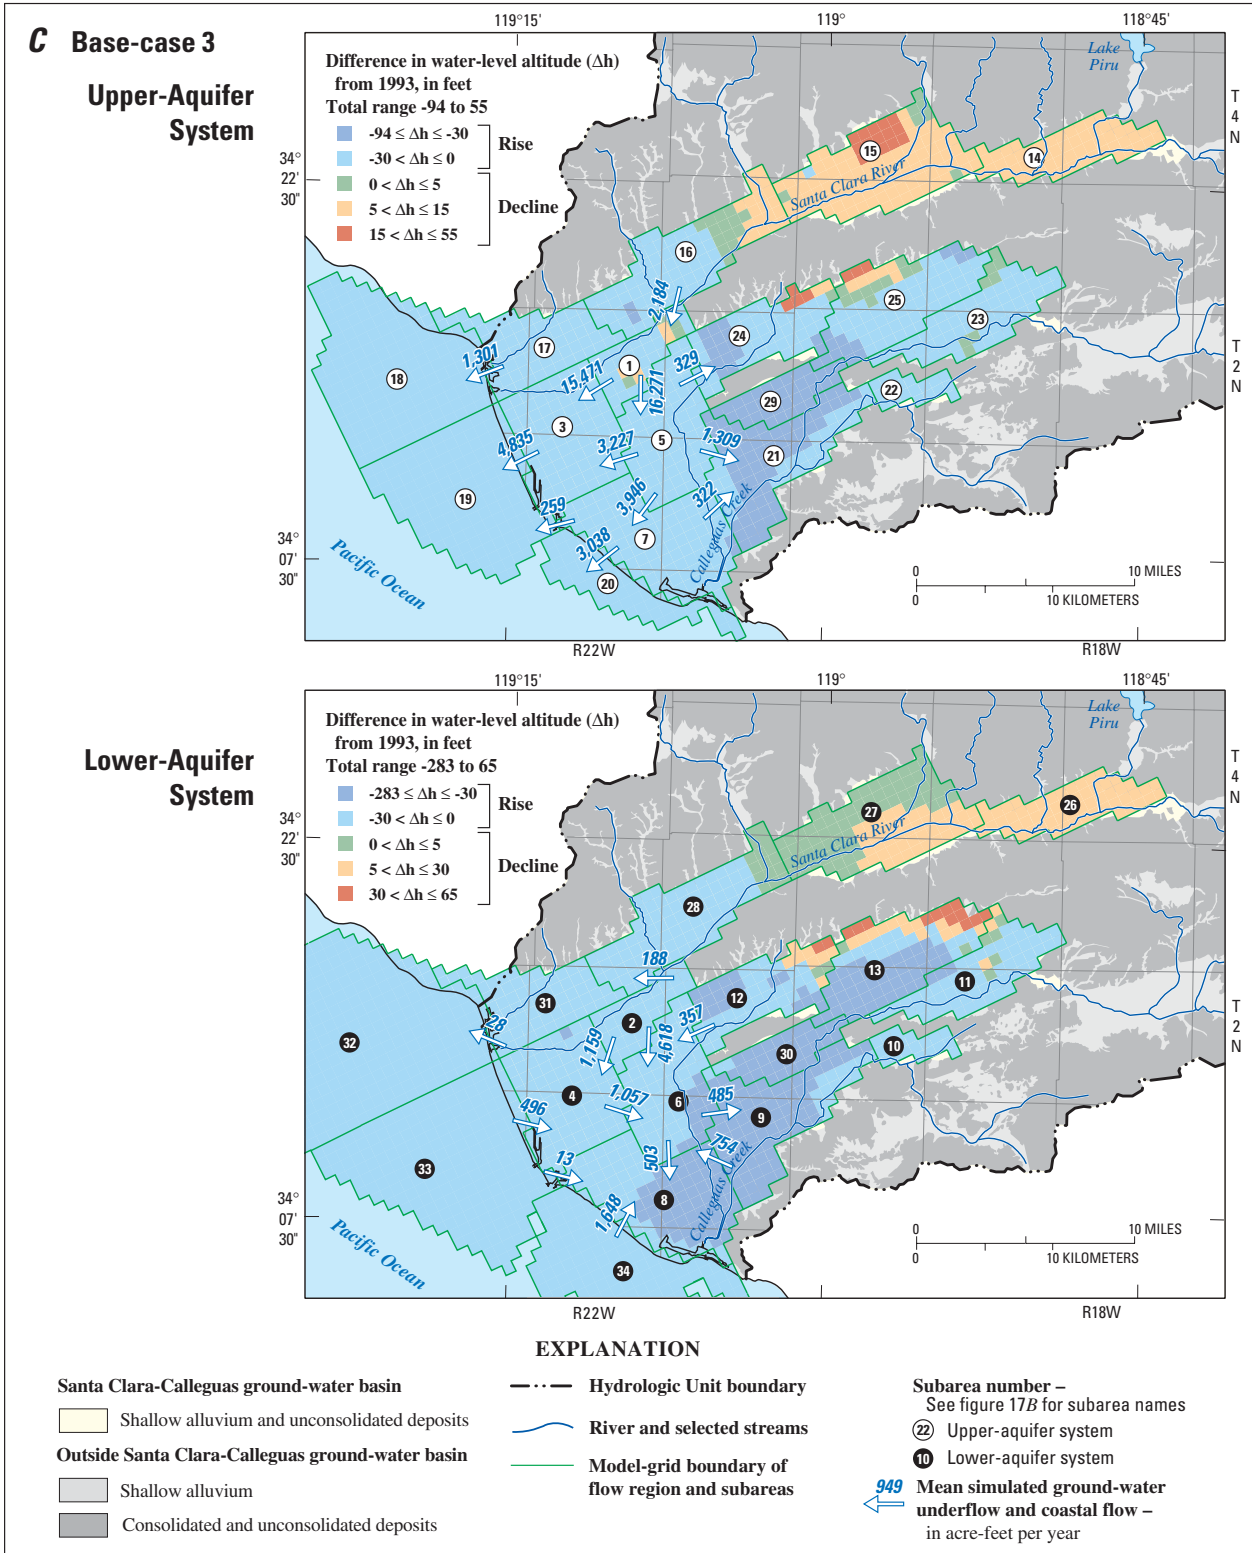 C Base-case 3
Upper-Aquifer
System
119°15'
119°
118°45'
Difference in water-level altitude (Δh)
from 1993, in feet
Total range -94 to 55
-94 ≤ Δh ≤ -30
-30 < Δh ≤ 0
Rise
0 < Δh ≤ 5
5 < Δh ≤ 15
15 < Δh ≤ 55
Decline
Lake
Piru
T
4
N
T
2
N
34°
22'
30"
34°
07'
30"
Santa Clara River
Calleguas Creek
Pacific Ocean
15
14
16
25
23
24
17
1
18
22
29
3
5
21
19
7
20
2,184
1,301
15,471
16,271
329
4,835
3,227
1,309
3,946
322
259
3,038
0 10 MILES
0 10 KILOMETERS
R22W
R18W
Lower-Aquifer
System
119°15'
119°
118°45'
Difference in water-level altitude (Δh)
from 1993, in feet
Total range -283 to 65
-283 ≤ Δh ≤ -30
-30 < Δh ≤ 0
Rise
0 < Δh ≤ 5
5 < Δh ≤ 30
30 < Δh ≤ 65
Decline
Lake
Piru
T
4
N
T
2
N
34°
22'
30"
34°
07'
30"
Santa Clara River
Calleguas Creek
Pacific Ocean
27
26
28
13
11
12
31
2
32
10
30
4
6
9
33
8
34
188
28
1,159
4,618
357
496
1,057
485
13
503
754
1,648
0 10 MILES
0 10 KILOMETERS
R22W
R18W
EXPLANATION
Santa Clara-Calleguas ground-water basin
Shallow alluvium and unconsolidated deposits
Outside Santa Clara-Calleguas ground-water basin
Shallow alluvium
Consolidated and unconsolidated deposits
Hydrologic Unit boundary
River and selected streams
Model-grid boundary of
flow region and subareas
Subarea number –
See figure 17B for subarea names
22 Upper-aquifer system
10 Lower-aquifer system
949 Mean simulated ground-water
underflow and coastal flow –
in acre-feet per year